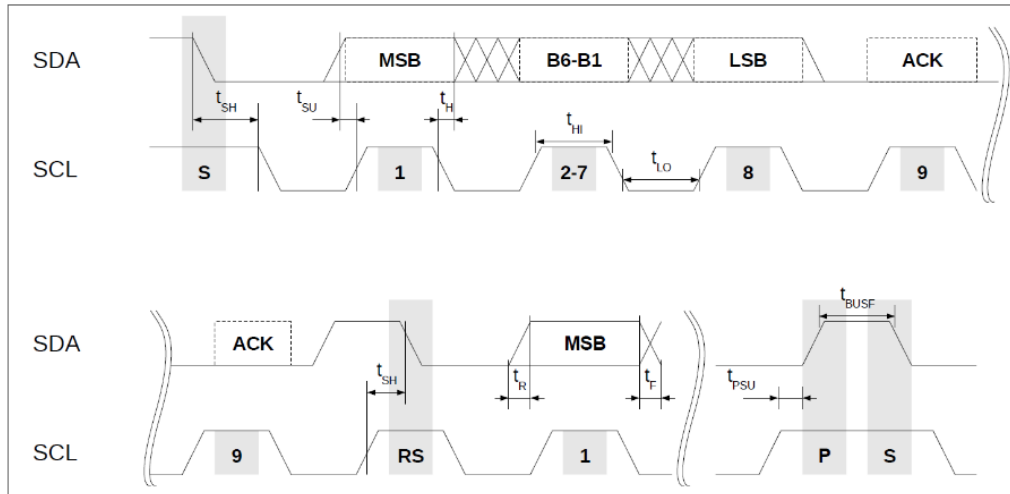 SDA MSB B6-B1 LSB ACK
tSH tSU tH tHI tLO
SCL S 1 2-7 8 9
tBUSF
SDA ACK MSB
tSH tR tF tPSU
SCL 9 RS 1 P S